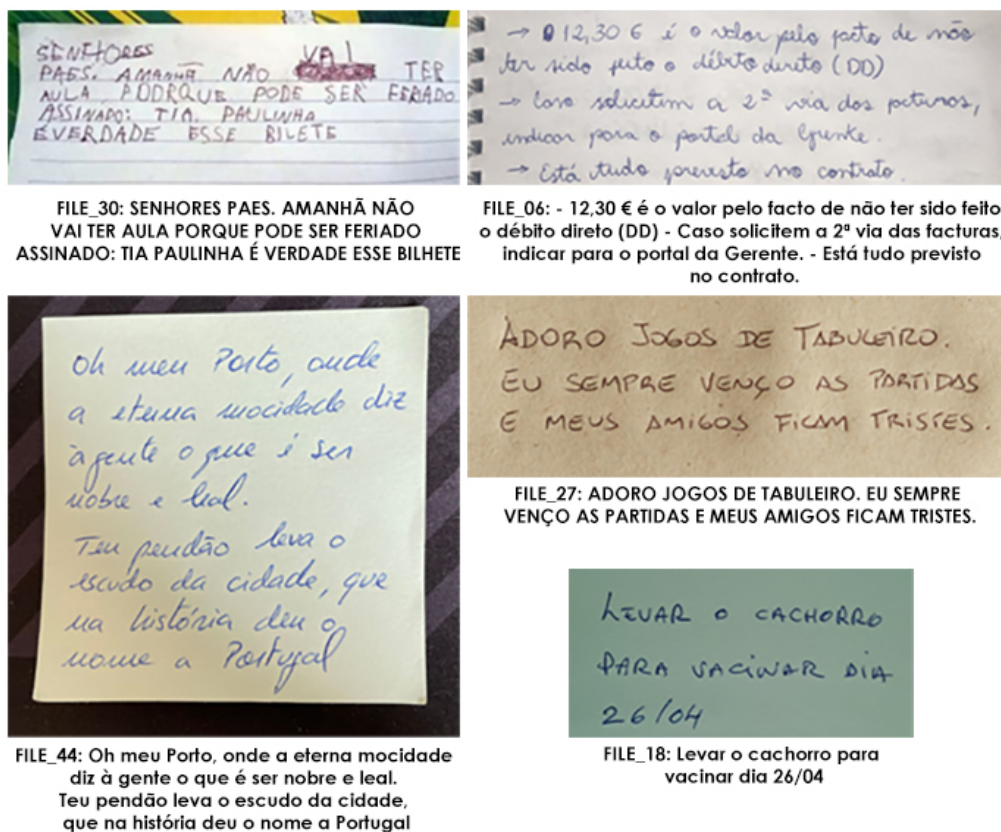 SENHORES VAI
PAES. AMANHÃ NÃO TER
AULA PODRQUE PODE SER FERIADO
ASSINADO: TIA. PAULINHA
EVERDADE ESSE BILETE
FILE_30: SENHORES PAES. AMANHÃ NÃO
VAI TER AULA PORQUE PODE SER FERIADO
ASSINADO: TIA PAULINHA É VERDADE ESSE BILHETE
→ 12,30 € é o valor pelo facto de não
ter sido feito o débito direto (DD)
→ Caso solicitem a 2ª via das facturas,
indicar para o portal da Gerente.
→ Está tudo previsto no contrato.
FILE_06: - 12,30 € é o valor pelo facto de não ter sido feito
o débito direto (DD) - Caso solicitem a 2ª via das facturas,
indicar para o portal da Gerente. - Está tudo previsto
no contrato.
Oh meu Porto, onde
a eterna mocidade diz
à gente o que é ser
nobre e leal.
Teu pendão leva o
escudo da cidade, que
na história deu o
nome a Portugal
FILE_44: Oh meu Porto, onde a eterna mocidade
diz à gente o que é ser nobre e leal.
Teu pendão leva o escudo da cidade,
que na história deu o nome a Portugal
ADORO JOGOS DE TABULEIRO.
EU SEMPRE VENÇO AS PARTIDAS
E MEUS AMIGOS FICAM TRISTES.
FILE_27: ADORO JOGOS DE TABULEIRO. EU SEMPRE
VENÇO AS PARTIDAS E MEUS AMIGOS FICAM TRISTES.
LEVAR O CACHORRO
PARA VACINAR DIA
26/04
FILE_18: Levar o cachorro para
vacinar dia 26/04